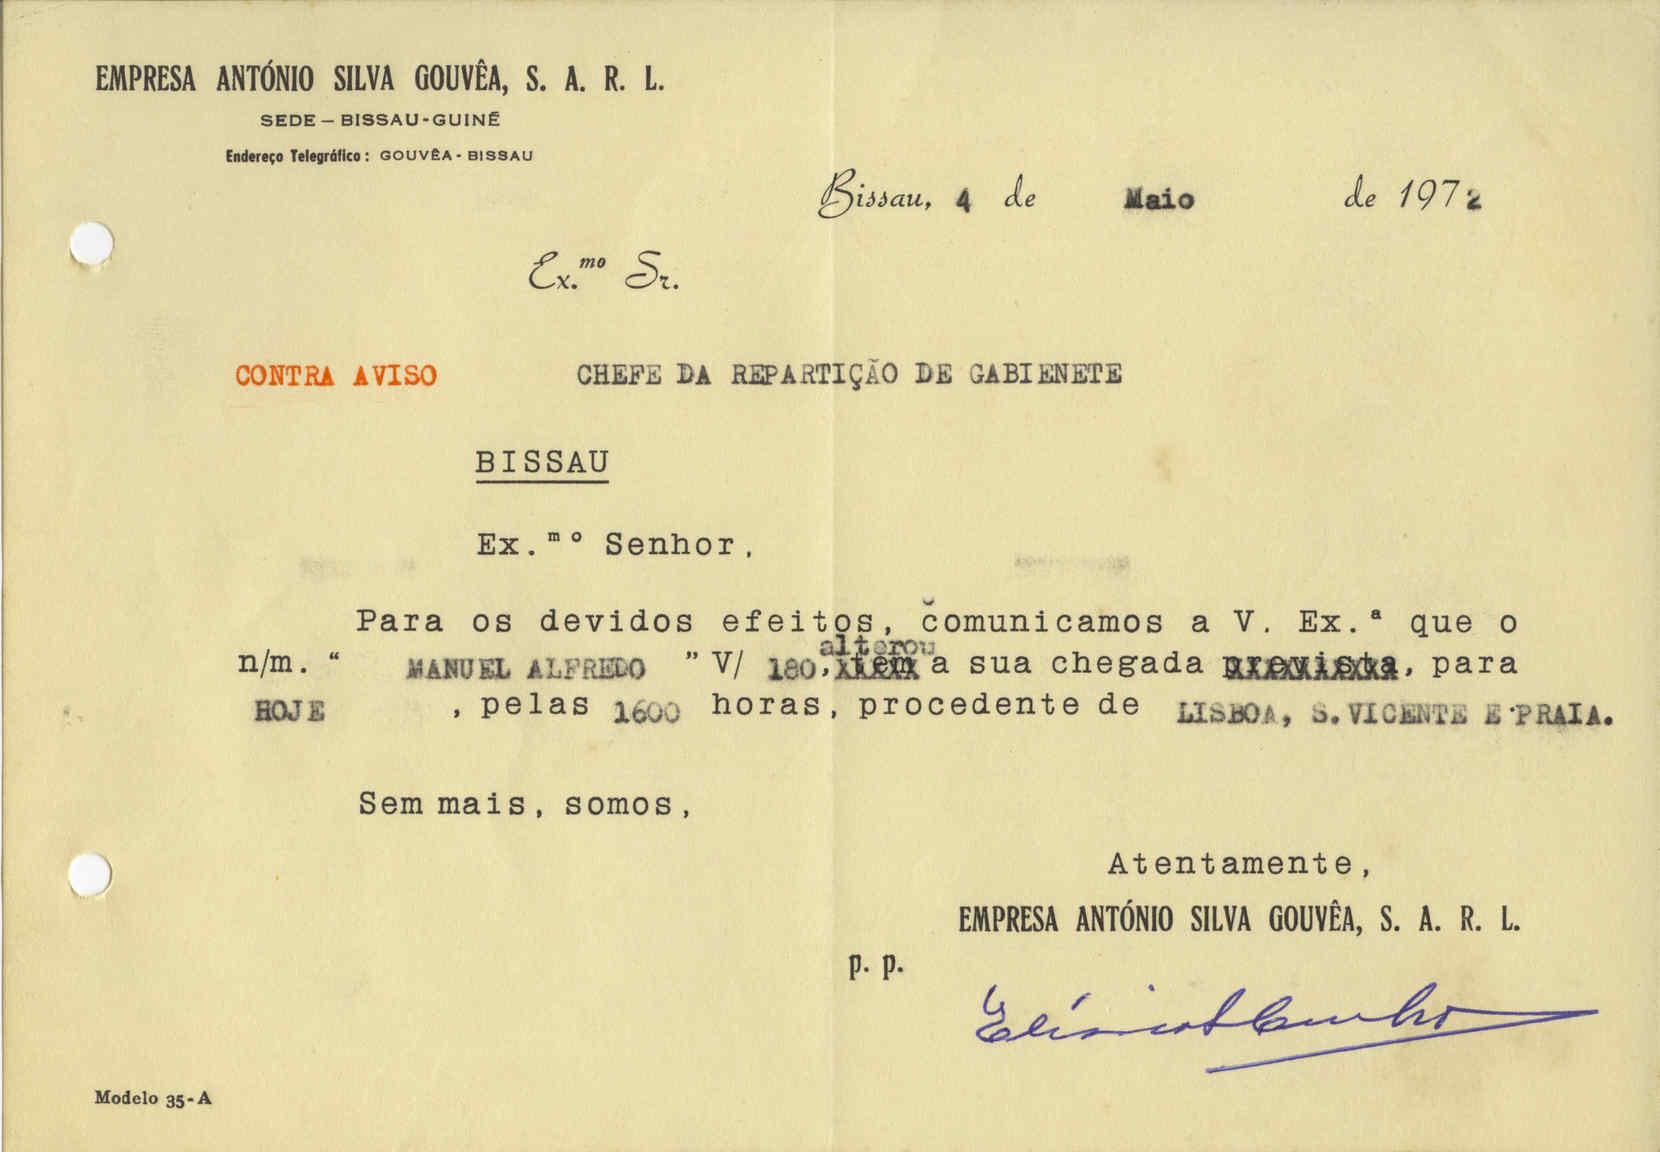 EMPRESA ANTÓNIO SILVA GOUVÊA, S. A. R. L.
SEDE — BISSAU-GUINÉ
Endereço Telegráfico: GOUVÊA - BISSAU
Bissau, 4 de Maio de 1972
Ex.mo Sr.
CONTRA AVISO CHEFE DA REPARTIÇÃO DE GABIENETE
BISSAU
Ex.mo Senhor,
Para os devidos efeitos, comunicamos a V. Ex.ª que o
alterou
n/m. “ MANUEL ALFREDO ” V/ 180, tem a sua chegada prevista, para
HOJE , pelas 1600 horas, procedente de LISBOA, S. VICENTE E PRAIA.
Sem mais, somos,
Atentamente,
EMPRESA ANTÓNIO SILVA GOUVÊA, S. A. R. L.
p. p.
Modelo 35-A